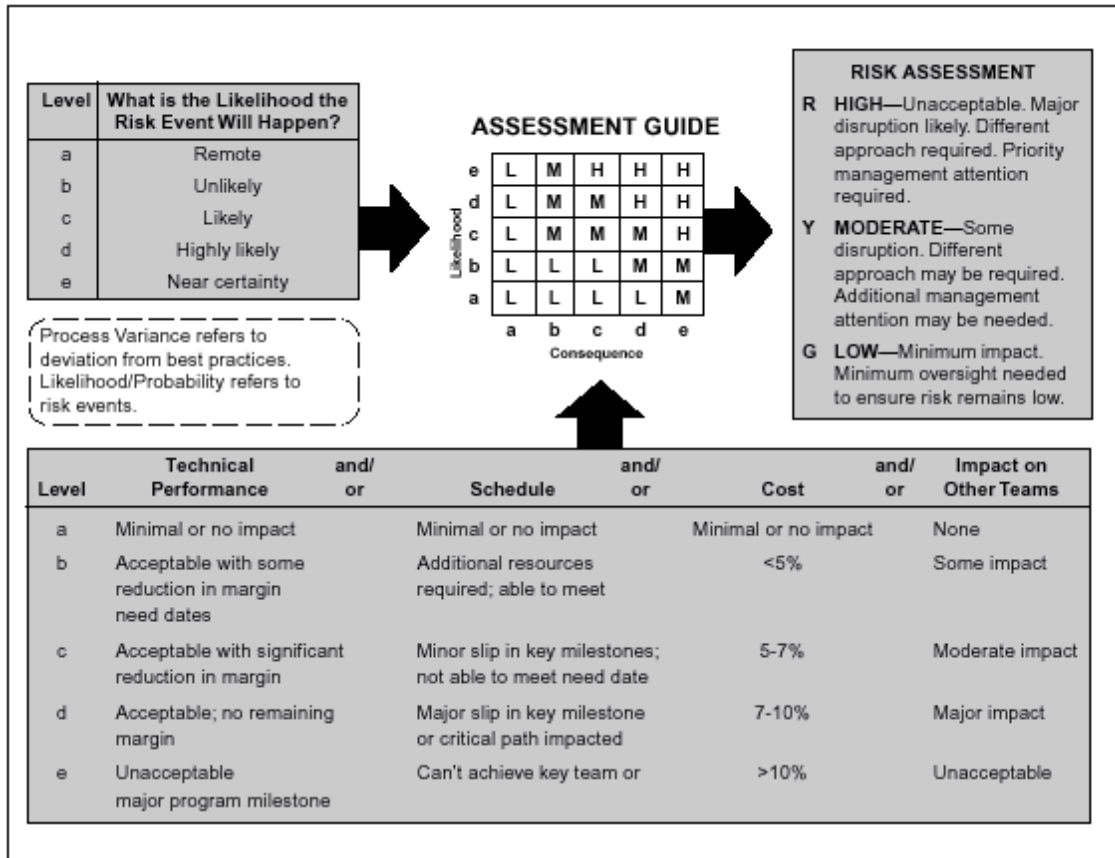 Level What is the Likelihood the
Risk Event Will Happen?
a Remote
b Unlikely
c Likely
d Highly likely
e Near certainty
Process Variance refers to
deviation from best practices.
Likelihood/Probability refers to
risk events.
ASSESSMENT GUIDE
Likelihood
e L M H H H
d L M M H H
c L M M M H
b L L L M M
a L L L L M
a b c d e
Consequence
RISK ASSESSMENT
R HIGH—Unacceptable. Major
disruption likely. Different
approach required. Priority
management attention
required.
Y MODERATE—Some
disruption. Different
approach may be required.
Additional management
attention may be needed.
G LOW—Minimum impact.
Minimum oversight needed
to ensure risk remains low.
Technical and/ and/ and/ Impact on
Level Performance or Schedule or Cost or Other Teams
a Minimal or no impact Minimal or no impact Minimal or no impact None
b Acceptable with some Additional resources <5% Some impact
reduction in margin required; able to meet
need dates
c Acceptable with significant Minor slip in key milestones; 5-7% Moderate impact
reduction in margin not able to meet need date
d Acceptable; no remaining Major slip in key milestone 7-10% Major impact
margin or critical path impacted
e Unacceptable Can't achieve key team or >10% Unacceptable
major program milestone